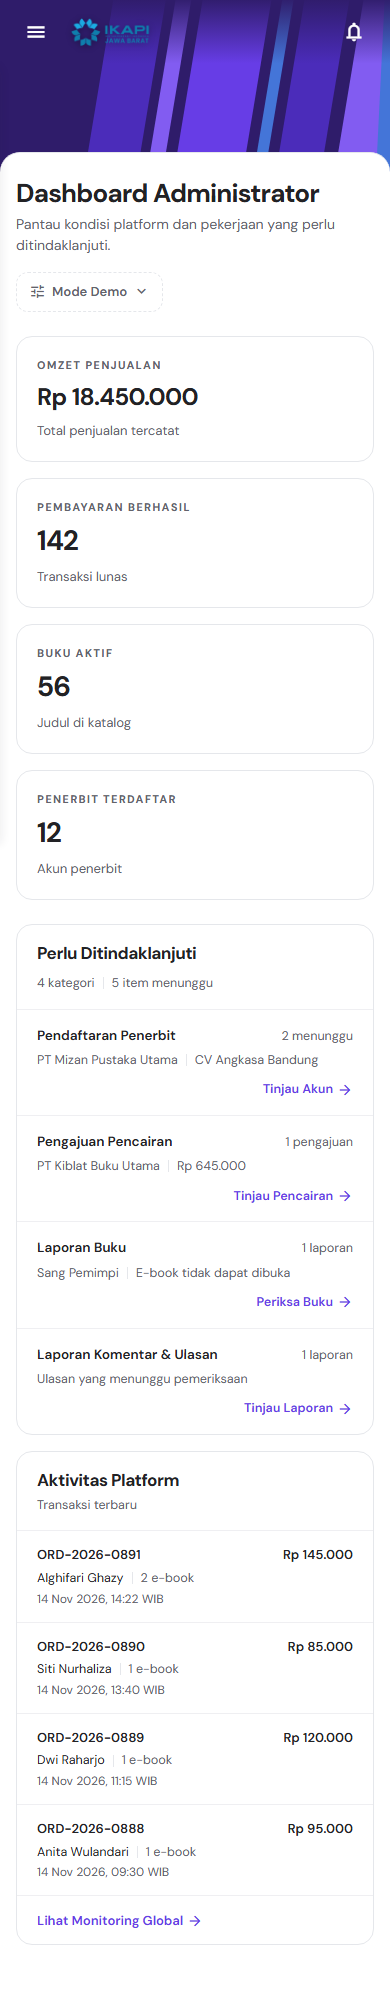 IKAPI
JAWA BARAT
Dashboard Administrator
Pantau kondisi platform dan pekerjaan yang perlu
ditindaklanjuti.
Mode Demo
OMZET PENJUALAN
Rp 18.450.000
Total penjualan tercatat
PEMBAYARAN BERHASIL
142
Transaksi lunas
BUKU AKTIF
56
Judul di katalog
PENERBIT TERDAFTAR
12
Akun penerbit
Perlu Ditindaklanjuti
4 kategori | 5 item menunggu
Pendaftaran Penerbit 2 menunggu
PT Mizan Pustaka Utama | CV Angkasa Bandung
Tinjau Akun →
Pengajuan Pencairan 1 pengajuan
PT Kiblat Buku Utama | Rp 645.000
Tinjau Pencairan →
Laporan Buku 1 laporan
Sang Pemimpi | E-book tidak dapat dibuka
Periksa Buku →
Laporan Komentar & Ulasan 1 laporan
Ulasan yang menunggu pemeriksaan
Tinjau Laporan →
Aktivitas Platform
Transaksi terbaru
ORD-2026-0891 Rp 145.000
Alghifari Ghazy | 2 e-book
14 Nov 2026, 14:22 WIB
ORD-2026-0890 Rp 85.000
Siti Nurhaliza | 1 e-book
14 Nov 2026, 13:40 WIB
ORD-2026-0889 Rp 120.000
Dwi Raharjo | 1 e-book
14 Nov 2026, 11:15 WIB
ORD-2026-0888 Rp 95.000
Anita Wulandari | 1 e-book
14 Nov 2026, 09:30 WIB
Lihat Monitoring Global →